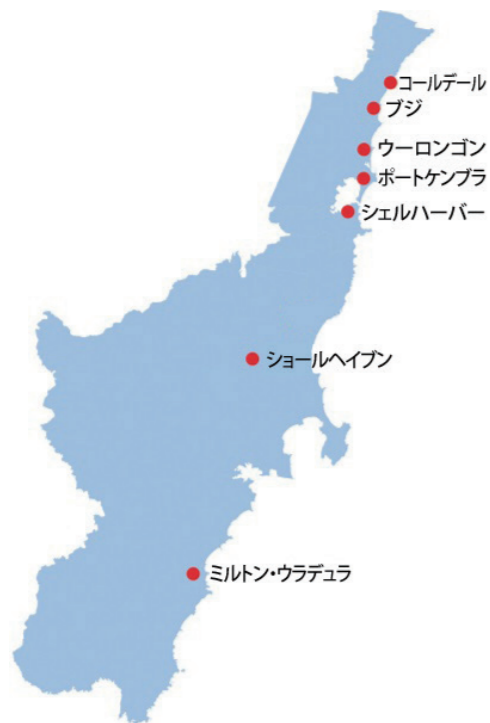 コールデール
ブジ
ウーロンゴン
ポートケンブラ
シェルハーバー
ショールヘイブン
ミルトン・ウラデュラ